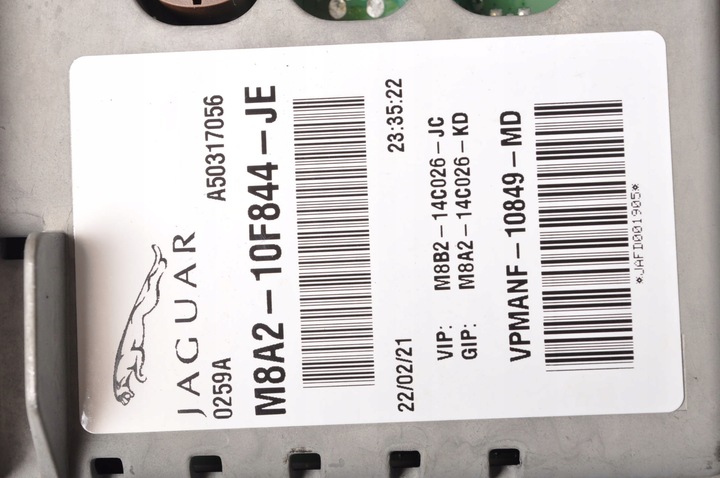 JAGUAR
0259A A50317056
M8A2-10F844-JE
22/02/21 23:35:22
VIP: M8B2-14C026-JC
GIP: M8A2-14C026-KD
VPMANF-10849-MD
*JAFD001905*